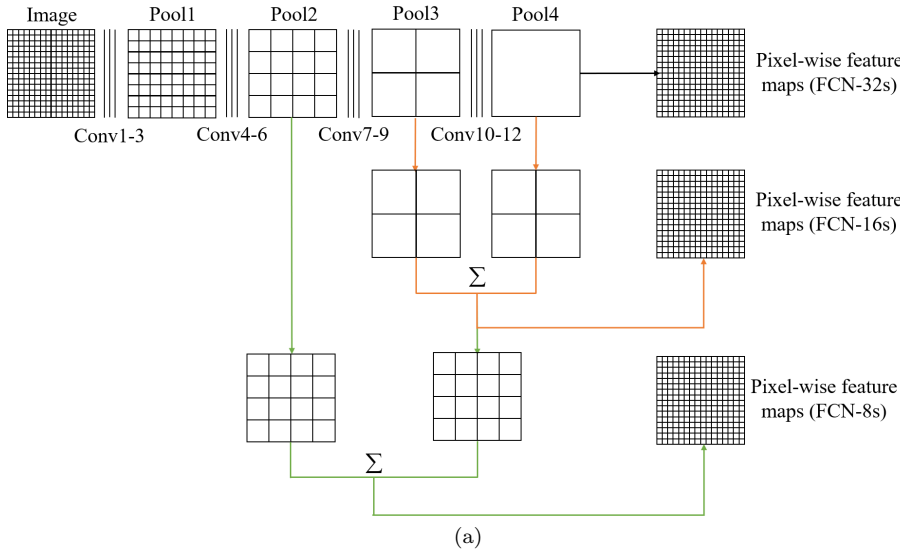 Image Pool1 Pool2 Pool3 Pool4
Conv1-3 Conv4-6 Conv7-9 Conv10-12
Pixel-wise feature
maps (FCN-32s)
Pixel-wise feature
maps (FCN-16s)
Σ
Pixel-wise feature
maps (FCN-8s)
Σ
(a)